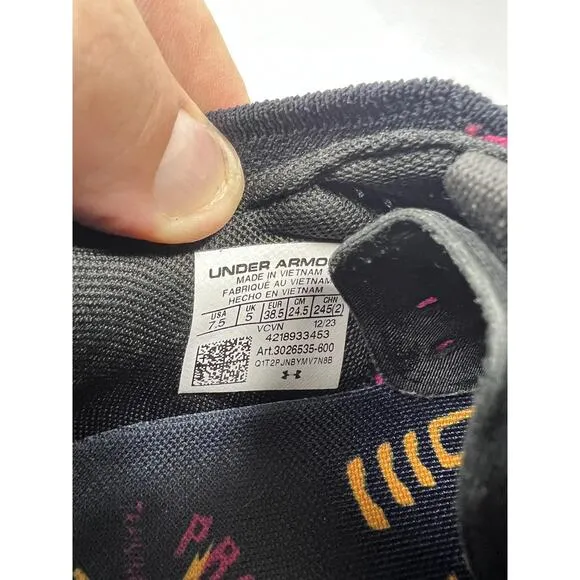 UNDER ARMO
MADE IN VIETNAM
FABRIQUÉ AU VIETNAM
HECHO EN VIETNAM
USA UK EUR CM CHN
7.5 5 38.5 24.5 245(2)
VCVN 12/23
4218933453
Art.3026535-600
Q1T2PJNBYMV7N8B